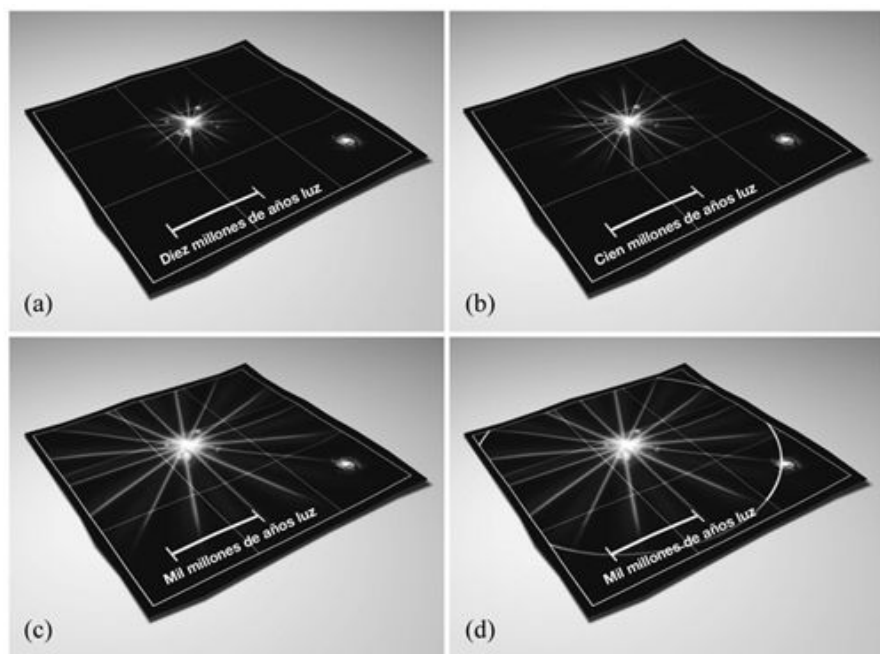 Diez millones de años luz
(a)
Cien millones de años luz
(b)
Mil millones de años luz
(c)
Mil millones de años luz
(d)